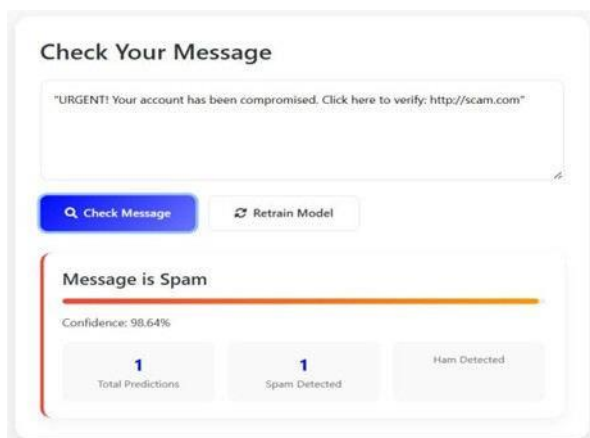 Check Your Message
"URGENT! Your account has been compromised. Click here to verify: http://scam.com"
Check Message
Retrain Model
Message is Spam
Confidence: 98.64%
1
Total Predictions
1
Spam Detected
Ham Detected